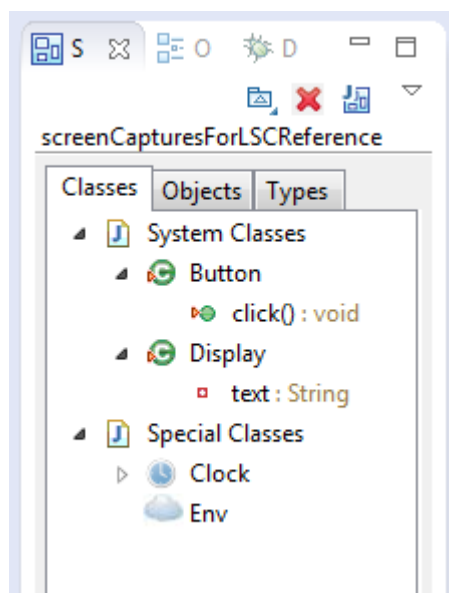 S O D
screenCapturesForLSCReference
Classes Objects Types
System Classes
Button
click() : void
Display
text : String
Special Classes
Clock
Env